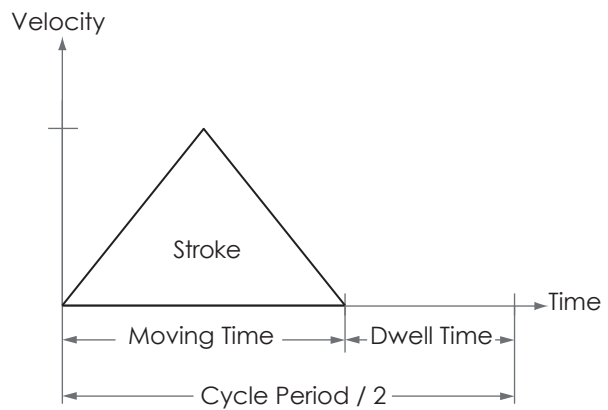 Velocity
Stroke
Time
Moving Time
Dwell Time
Cycle Period / 2